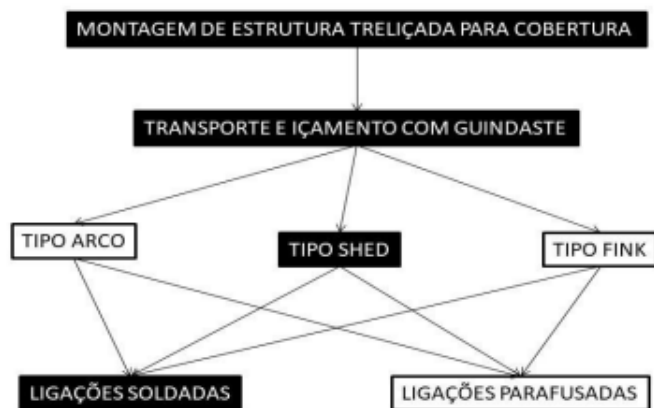 MONTAGEM DE ESTRUTURA TRELIÇADA PARA COBERTURA
TRANSPORTE E IÇAMENTO COM GUINDASTE
TIPO ARCO
TIPO SHED
TIPO FINK
LIGAÇÕES SOLDADAS
LIGAÇÕES PARAFUSADAS